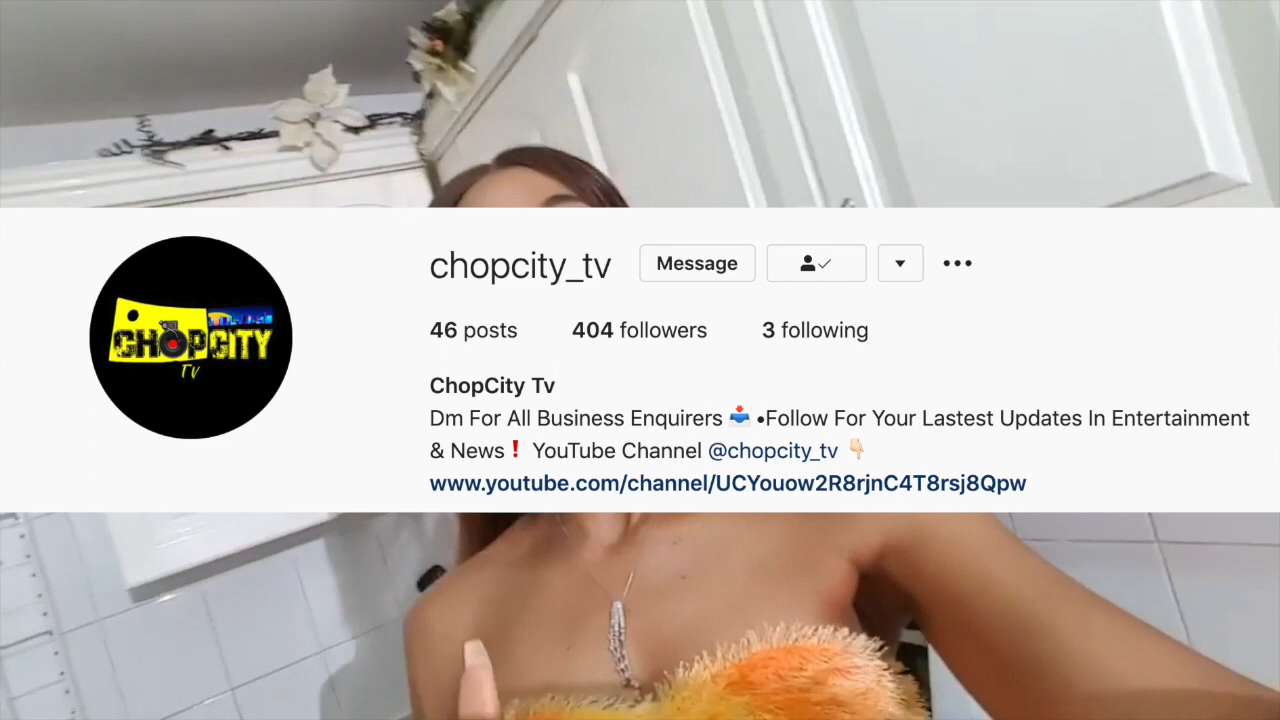 chopcity_tv Message
46 posts 404 followers 3 following
CHOPCITY
Tv
ChopCity Tv
Dm For All Business Enquirers 📥 •Follow For Your Lastest Updates In Entertainment
& News❗ YouTube Channel @chopcity_tv 👇🏻
www.youtube.com/channel/UCYouow2R8rjnC4T8rsj8Qpw